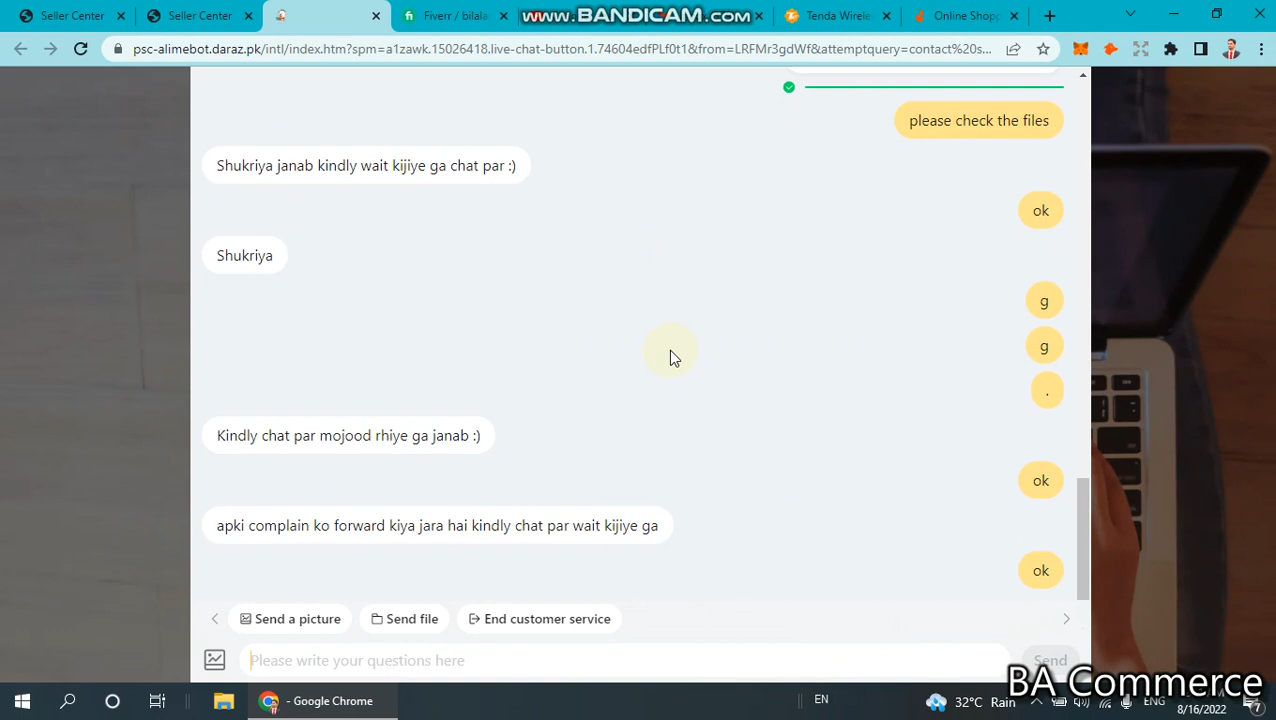 Seller Center
Seller Center
Fiverr / bilala
WWW.BANDICAM.COM
Tenda Wirele
Online Shopp
psc-alimebot.daraz.pk/intl/index.htm?spm=a1zawk.15026418.live-chat-button.1.74604edfPLf0t1&from=LRFMr3gdWf&attemptquery=contact%20s...
please check the files
Shukriya janab kindly wait kijiye ga chat par :)
ok
Shukriya
g
g
.
Kindly chat par mojood rhiye ga janab :)
ok
apki complain ko forward kiya jara hai kindly chat par wait kijiye ga
ok
Send a picture
Send file
End customer service
Please write your questions here
Send
BA Commerce
- Google Chrome
EN
32°C Rain
ENG
8/16/2022
7